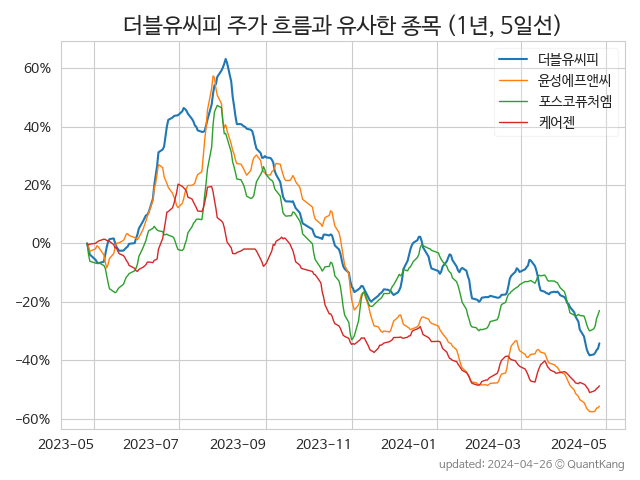 더블유씨피 주가 흐름과 유사한 종목 (1년, 5일선)
더블유씨피
윤성에프앤씨
포스코퓨처엠
케어젠
60%
40%
20%
0%
−20%
−40%
−60%
2023-05 2023-07 2023-09 2023-11 2024-01 2024-03 2024-05
updated: 2024-04-26 © QuantKang